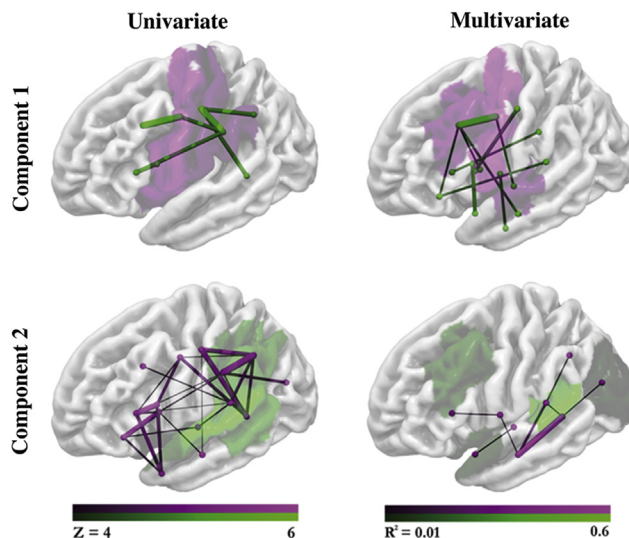 Univariate
Multivariate
Component 1
Component 2
Z = 4
6
R² = 0.01
0.6